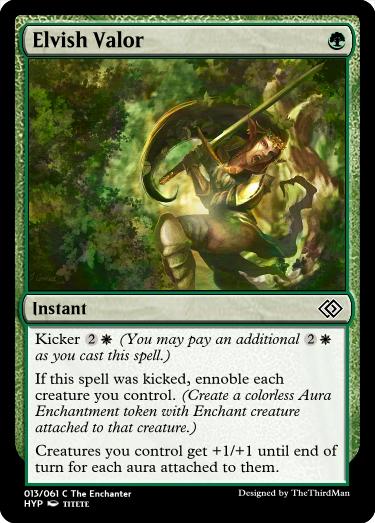 Elvish Valor
Instant
Kicker 2 (You may pay an additional 2
as you cast this spell.)
If this spell was kicked, ennoble each
creature you control. (Create a colorless Aura
Enchantment token with Enchant creature
attached to that creature.)
Creatures you control get +1/+1 until end of
turn for each aura attached to them.
013/061 C The Enchanter
Designed by TheThirdMan
HYP TITETE